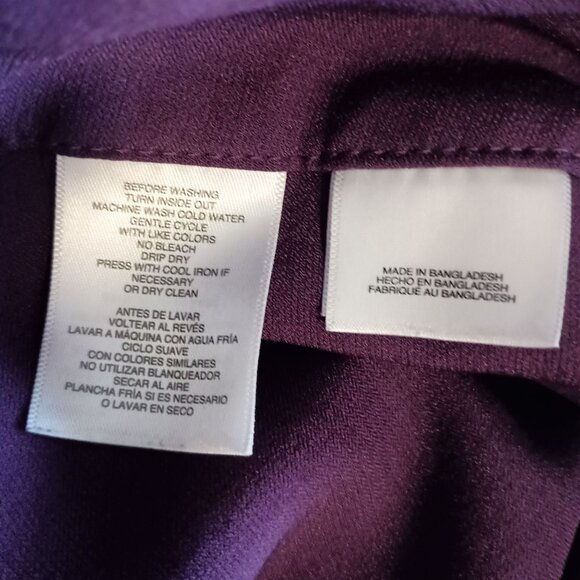 BEFORE WASHING
TURN INSIDE OUT
MACHINE WASH COLD WATER
GENTLE CYCLE
WITH LIKE COLORS
NO BLEACH
DRIP DRY
PRESS WITH COOL IRON IF
NECESSARY
OR DRY CLEAN
ANTES DE LAVAR
VOLTEAR AL REVÉS
LAVAR A MÁQUINA CON AGUA FRÍA
CICLO SUAVE
CON COLORES SIMILARES
NO UTILIZAR BLANQUEADOR
SECAR AL AIRE
PLANCHA FRÍA SI ES NECESARIO
O LAVAR EN SECO
MADE IN BANGLADESH
HECHO EN BANGLADESH
FABRIQUÉ AU BANGLADESH